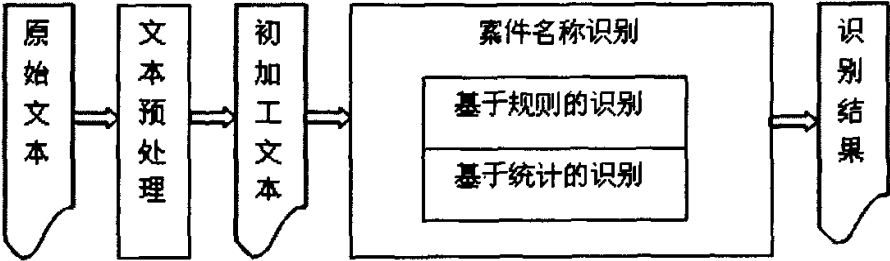 原始文本
文本预处理
初加工文本
案件名称识别
基于规则的识别
基于统计的识别
识别结果